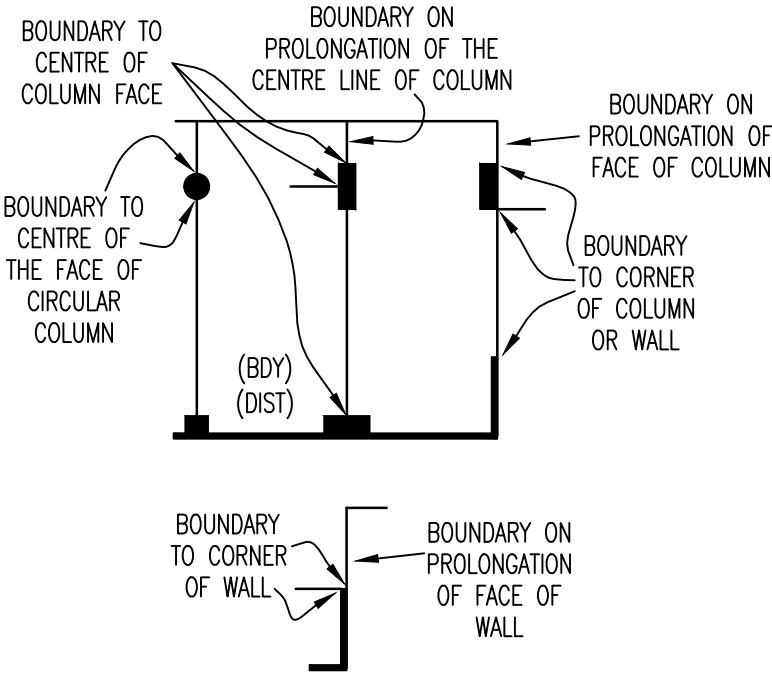 BOUNDARY TO
CENTRE OF
COLUMN FACE
BOUNDARY ON
PROLONGATION OF THE
CENTRE LINE OF COLUMN
BOUNDARY ON
PROLONGATION OF
FACE OF COLUMN
BOUNDARY TO
CENTRE OF
THE FACE OF
CIRCULAR
COLUMN
BOUNDARY
TO CORNER
OF COLUMN
OR WALL
(BDY)
(DIST)
BOUNDARY
TO CORNER
OF WALL
BOUNDARY ON
PROLONGATION
OF FACE OF
WALL